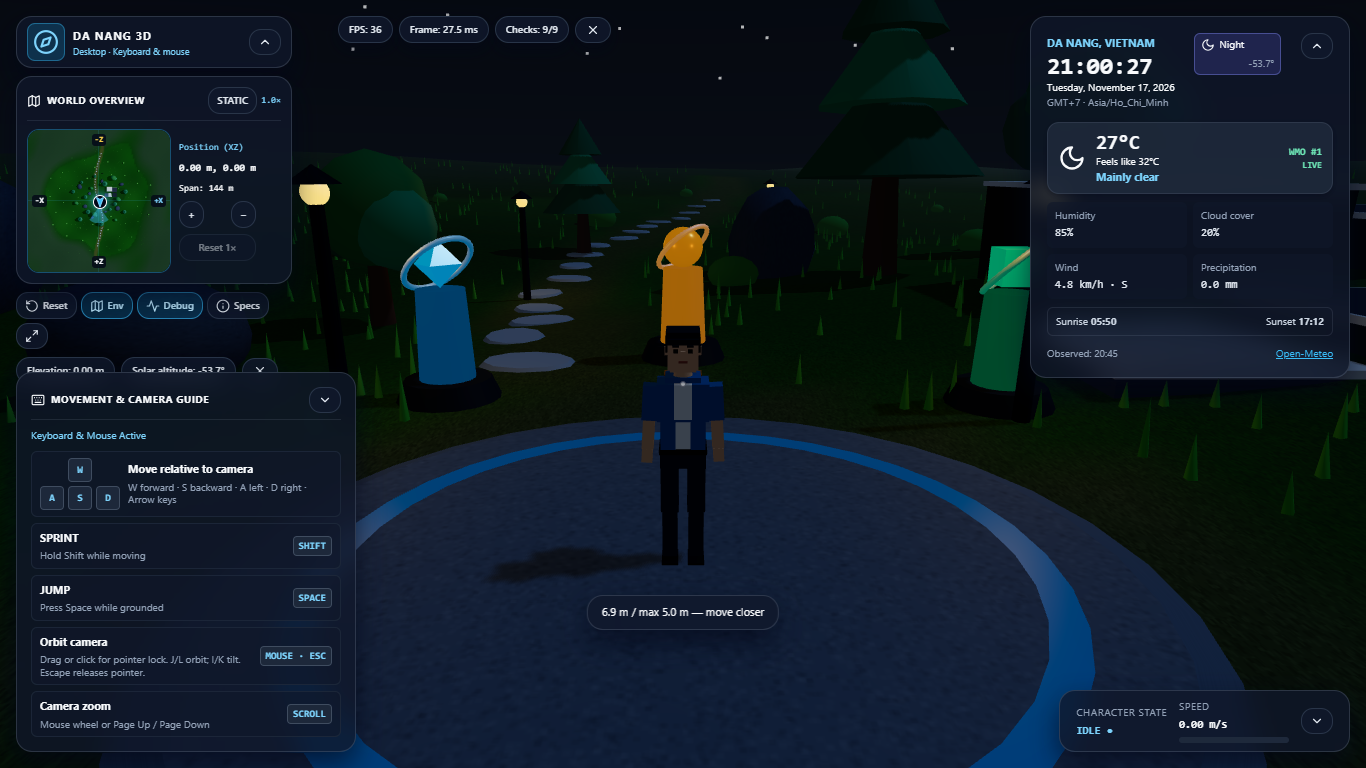 DA NANG 3D
Desktop · Keyboard & mouse
FPS: 36
Frame: 27.5 ms
Checks: 9/9
WORLD OVERVIEW
STATIC
1.0×
-Z
-X
+X
+Z
Position (XZ)
0.00 m, 0.00 m
Span: 144 m
+
−
Reset 1×
Reset
Env
Debug
Specs
Elevation: 0.00 m
Solar altitude: -53.7°
MOVEMENT & CAMERA GUIDE
Keyboard & Mouse Active
W
A S D
Move relative to camera
W forward · S backward · A left · D right ·
Arrow keys
SPRINT
Hold Shift while moving
SHIFT
JUMP
Press Space while grounded
SPACE
Orbit camera
Drag or click for pointer lock. J/L orbit; I/K tilt.
Escape releases pointer.
MOUSE · ESC
Camera zoom
Mouse wheel or Page Up / Page Down
SCROLL
6.9 m / max 5.0 m — move closer
DA NANG, VIETNAM
21:00:27
Tuesday, November 17, 2026
GMT+7 · Asia/Ho_Chi_Minh
Night
-53.7°
27°C
Feels like 32°C
Mainly clear
WMO #1
LIVE
Humidity
85%
Cloud cover
20%
Wind
4.8 km/h · S
Precipitation
0.0 mm
Sunrise 05:50
Sunset 17:12
Observed: 20:45
Open-Meteo
CHARACTER STATE
IDLE
SPEED
0.00 m/s